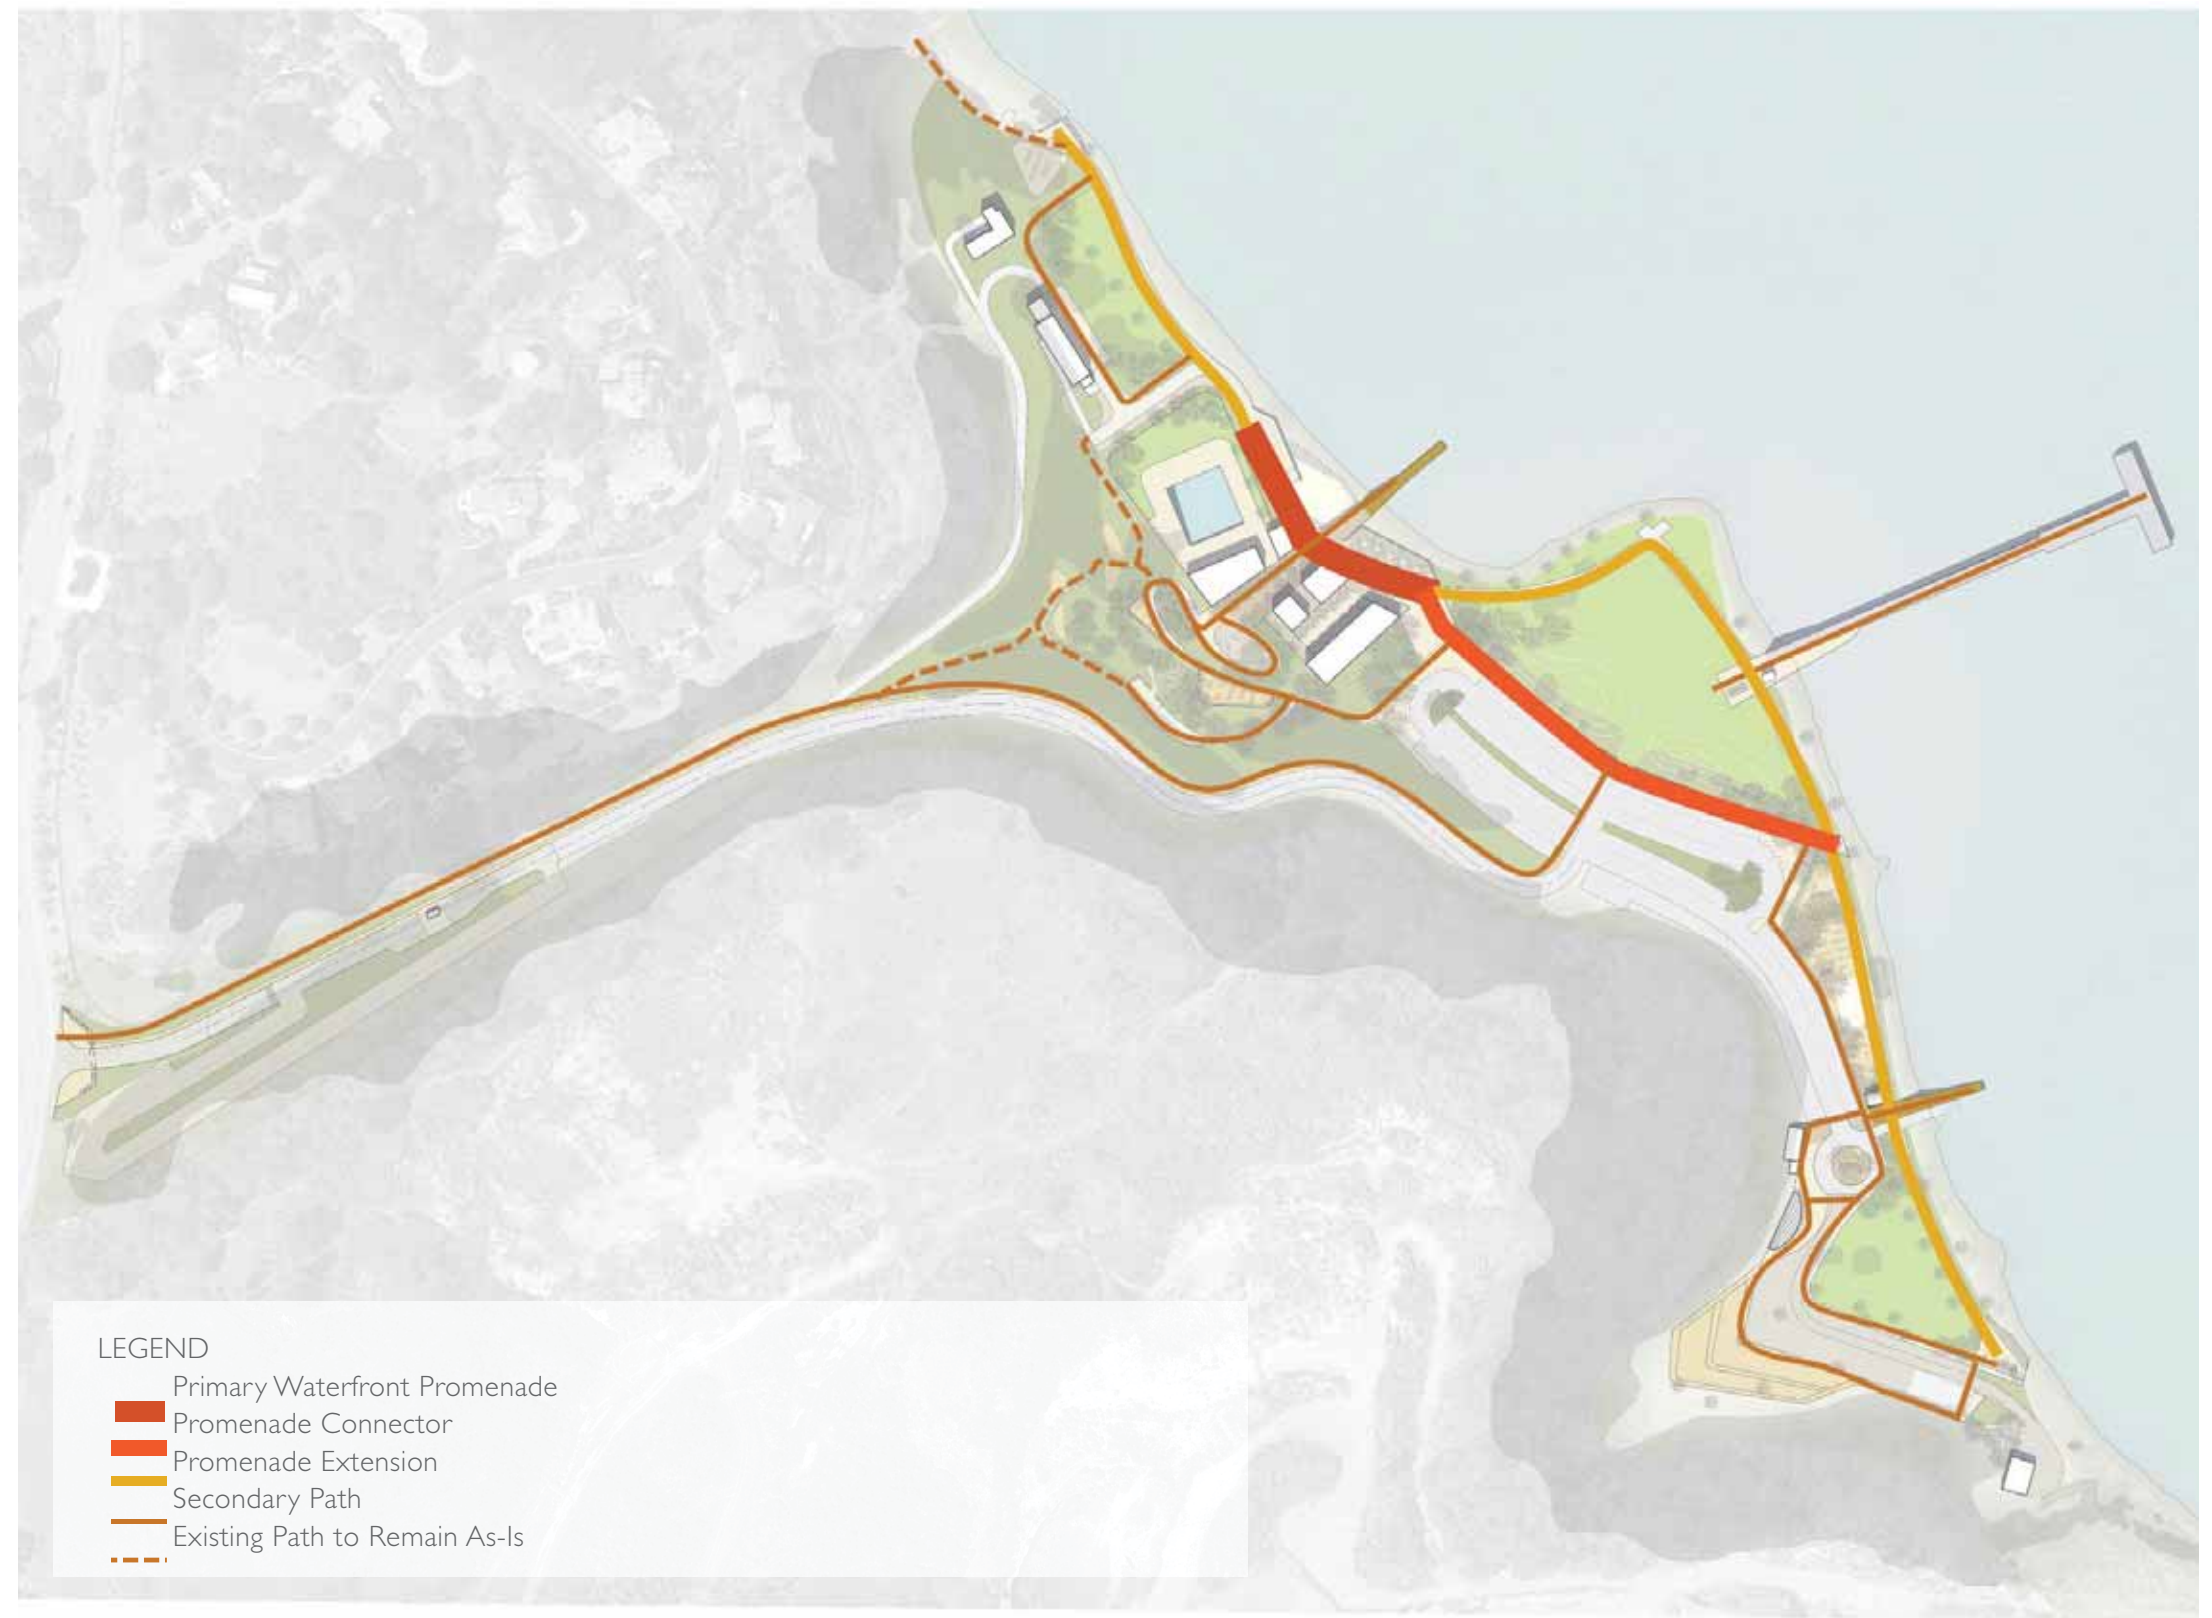 LEGEND
Primary Waterfront Promenade
Promenade Connector
Promenade Extension
Secondary Path
Existing Path to Remain As-Is